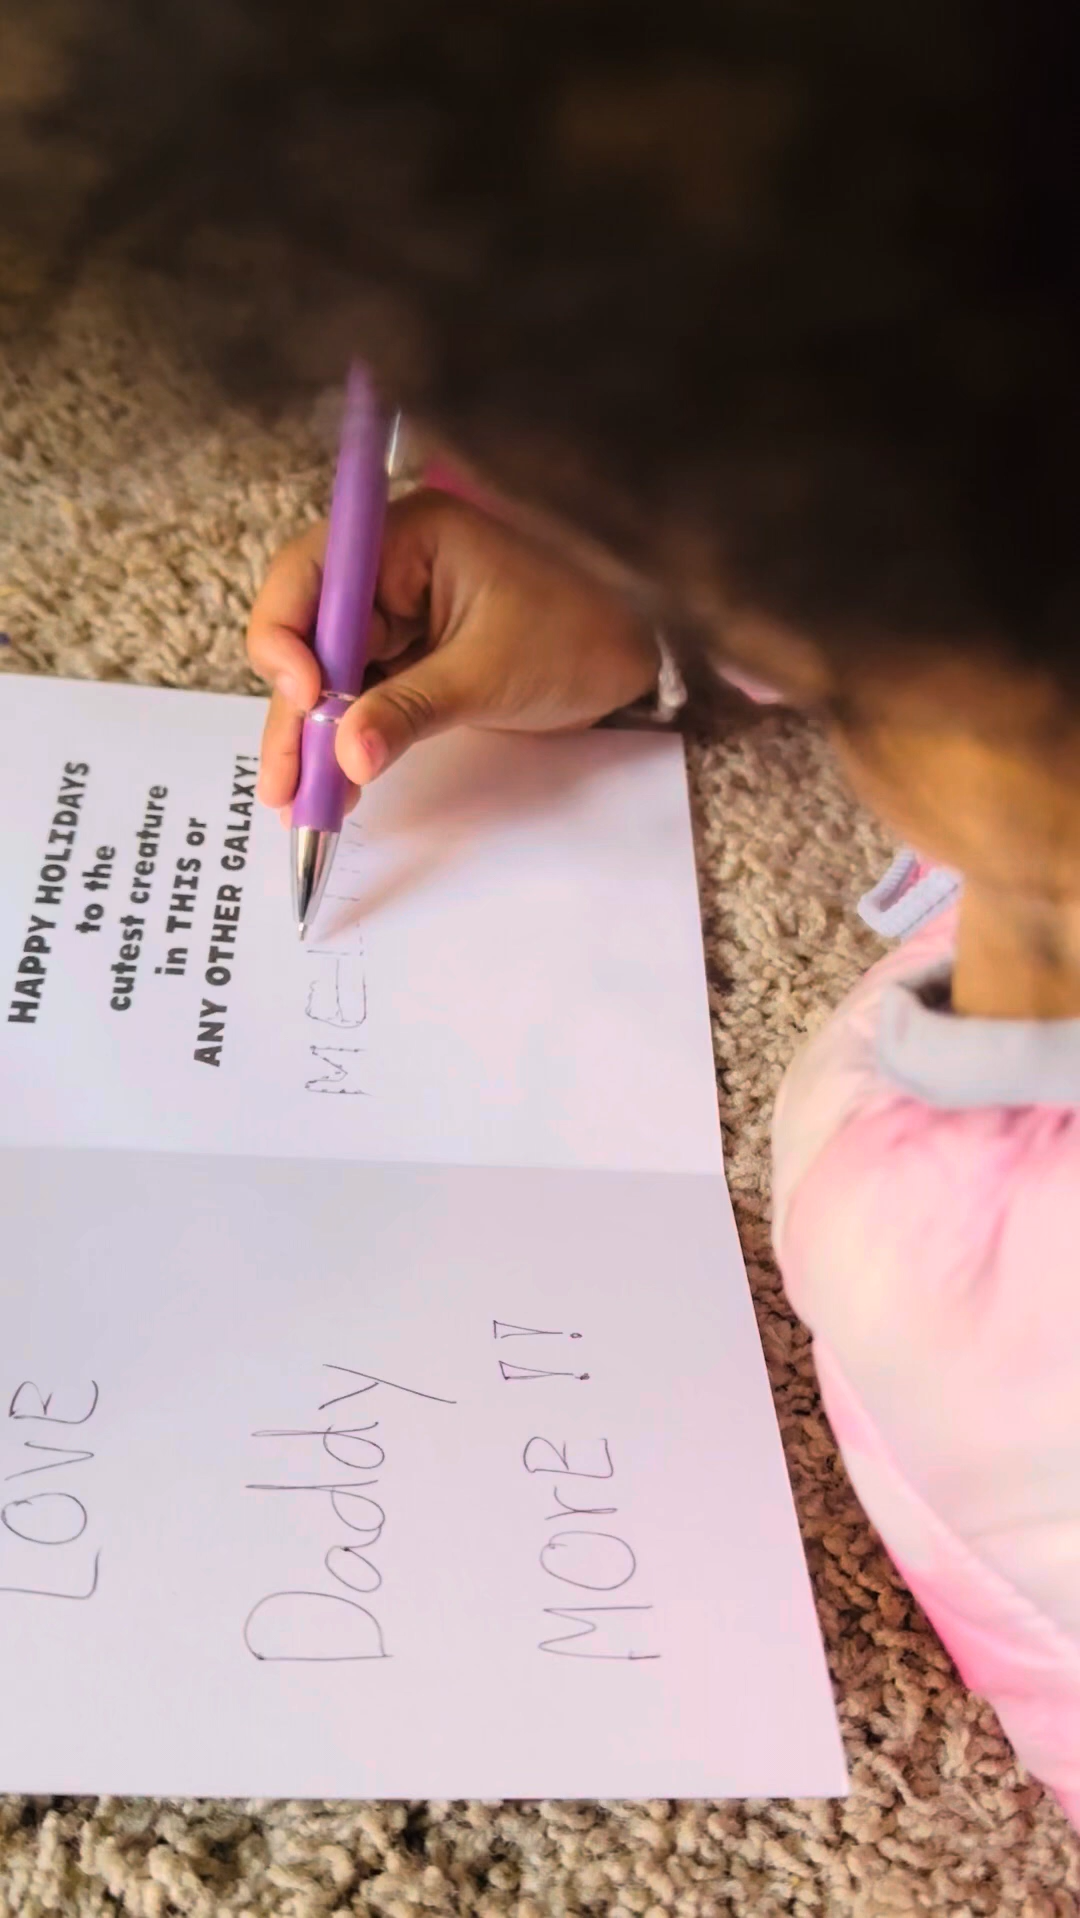 LOVE
Daddy
MOrE!!
HAPPY HOLIDAYS
to the
cutest creature
in THIS or
ANY OTHER GALAXY!